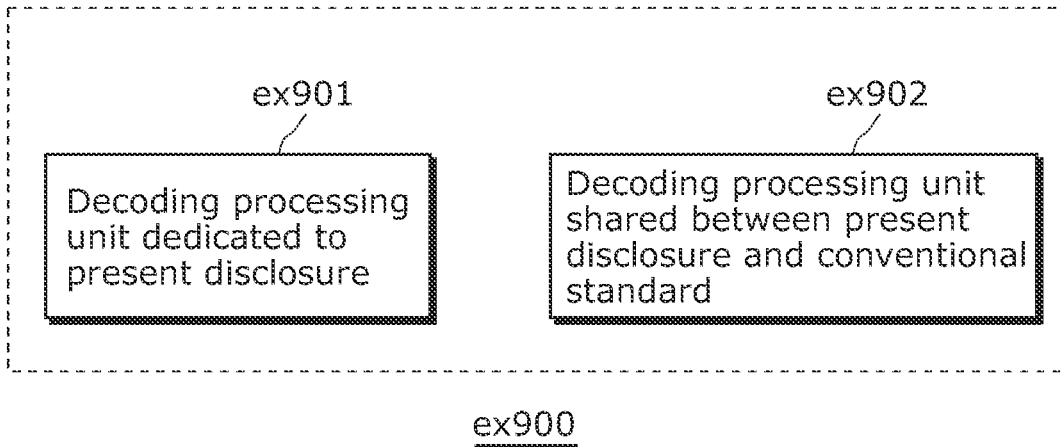 ex901
Decoding processing
unit dedicated to
present disclosure
ex902
Decoding processing unit
shared between present
disclosure and conventional
standard
ex900